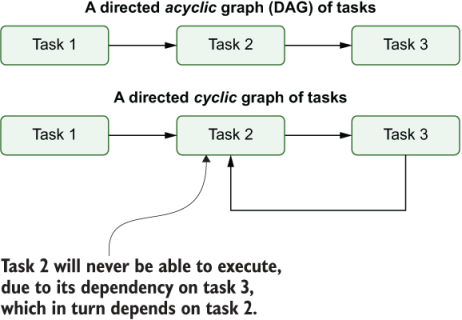 A directed acyclic graph (DAG) of tasks
Task 1
Task 2
Task 3
A directed cyclic graph of tasks
Task 1
Task 2
Task 3
Task 2 will never be able to execute,
due to its dependency on task 3,
which in turn depends on task 2.